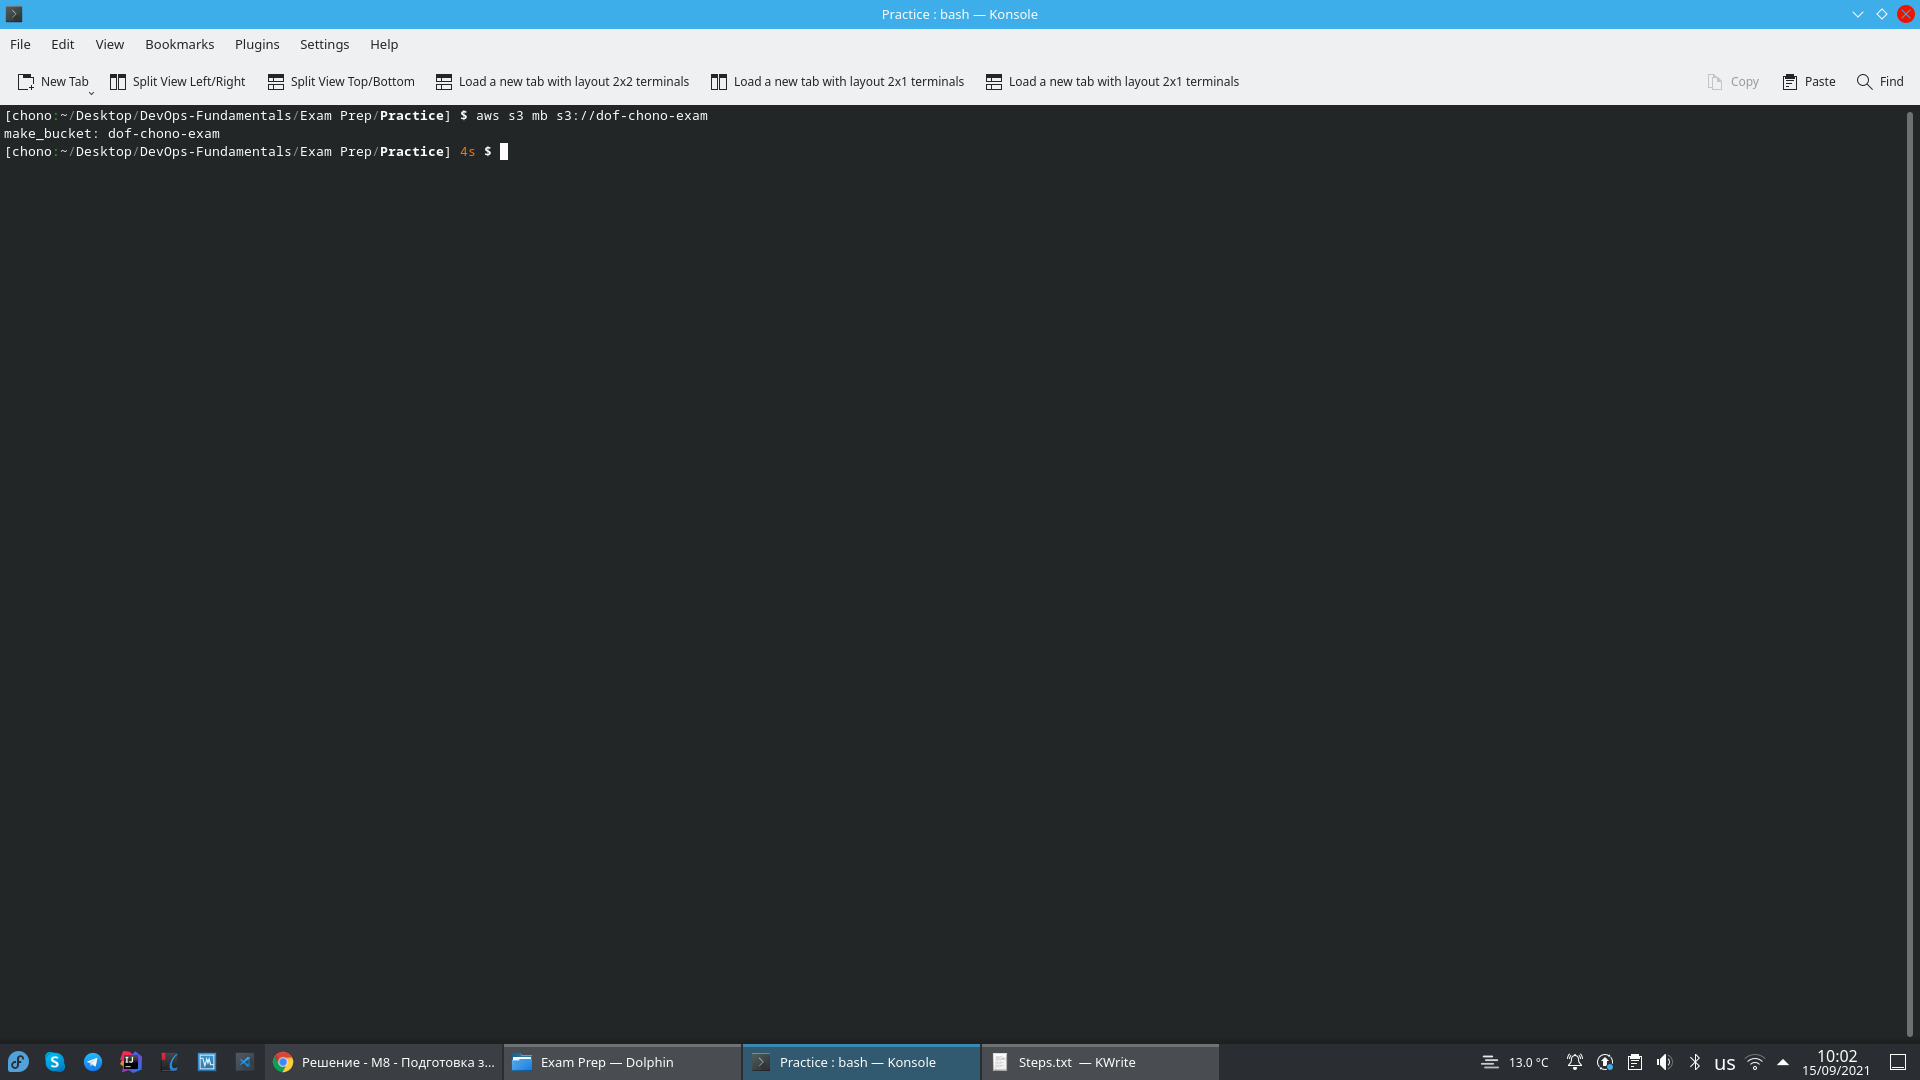 Practice : bash — Konsole
File Edit View Bookmarks Plugins Settings Help
New Tab Split View Left/Right Split View Top/Bottom Load a new tab with layout 2x2 terminals Load a new tab with layout 2x1 terminals Load a new tab with layout 2x1 terminals Copy Paste Find
[chono:~/Desktop/DevOps-Fundamentals/Exam Prep/Practice] $ aws s3 mb s3://dof-chono-exam
make_bucket: dof-chono-exam
[chono:~/Desktop/DevOps-Fundamentals/Exam Prep/Practice] 4s $
Решение - М8 - Подготовка з... Exam Prep — Dolphin Practice : bash — Konsole Steps.txt — KWrite 13.0 °C us 10:02
15/09/2021